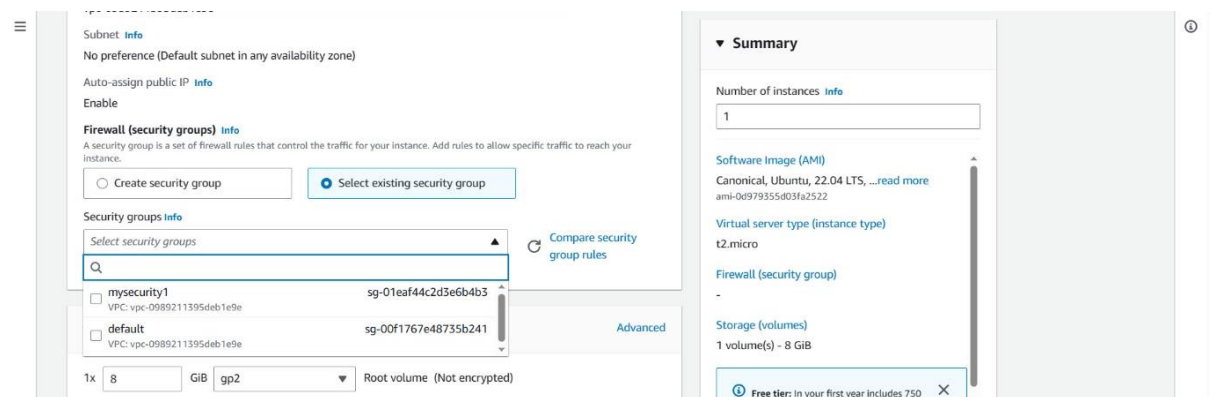 Subnet Info
No preference (Default subnet in any availability zone)
Auto-assign public IP Info
Enable
Firewall (security groups) Info
A security group is a set of firewall rules that control the traffic for your instance. Add rules to allow specific traffic to reach your
instance.
Create security group
Select existing security group
Security groups Info
Select security groups
Compare security
group rules
mysecurity1 sg-01eaf44c2d3e6b4b3
VPC: vpc-0989211395deb1e9e
default sg-00f1767e48735b241
VPC: vpc-0989211395deb1e9e
Advanced
1x 8 GiB gp2 Root volume (Not encrypted)
Summary
Number of instances Info
1
Software Image (AMI)
Canonical, Ubuntu, 22.04 LTS, ...read more
ami-0d979355d03fa2522
Virtual server type (instance type)
t2.micro
Firewall (security group)
-
Storage (volumes)
1 volume(s) - 8 GiB
Free tier: In your first year includes 750